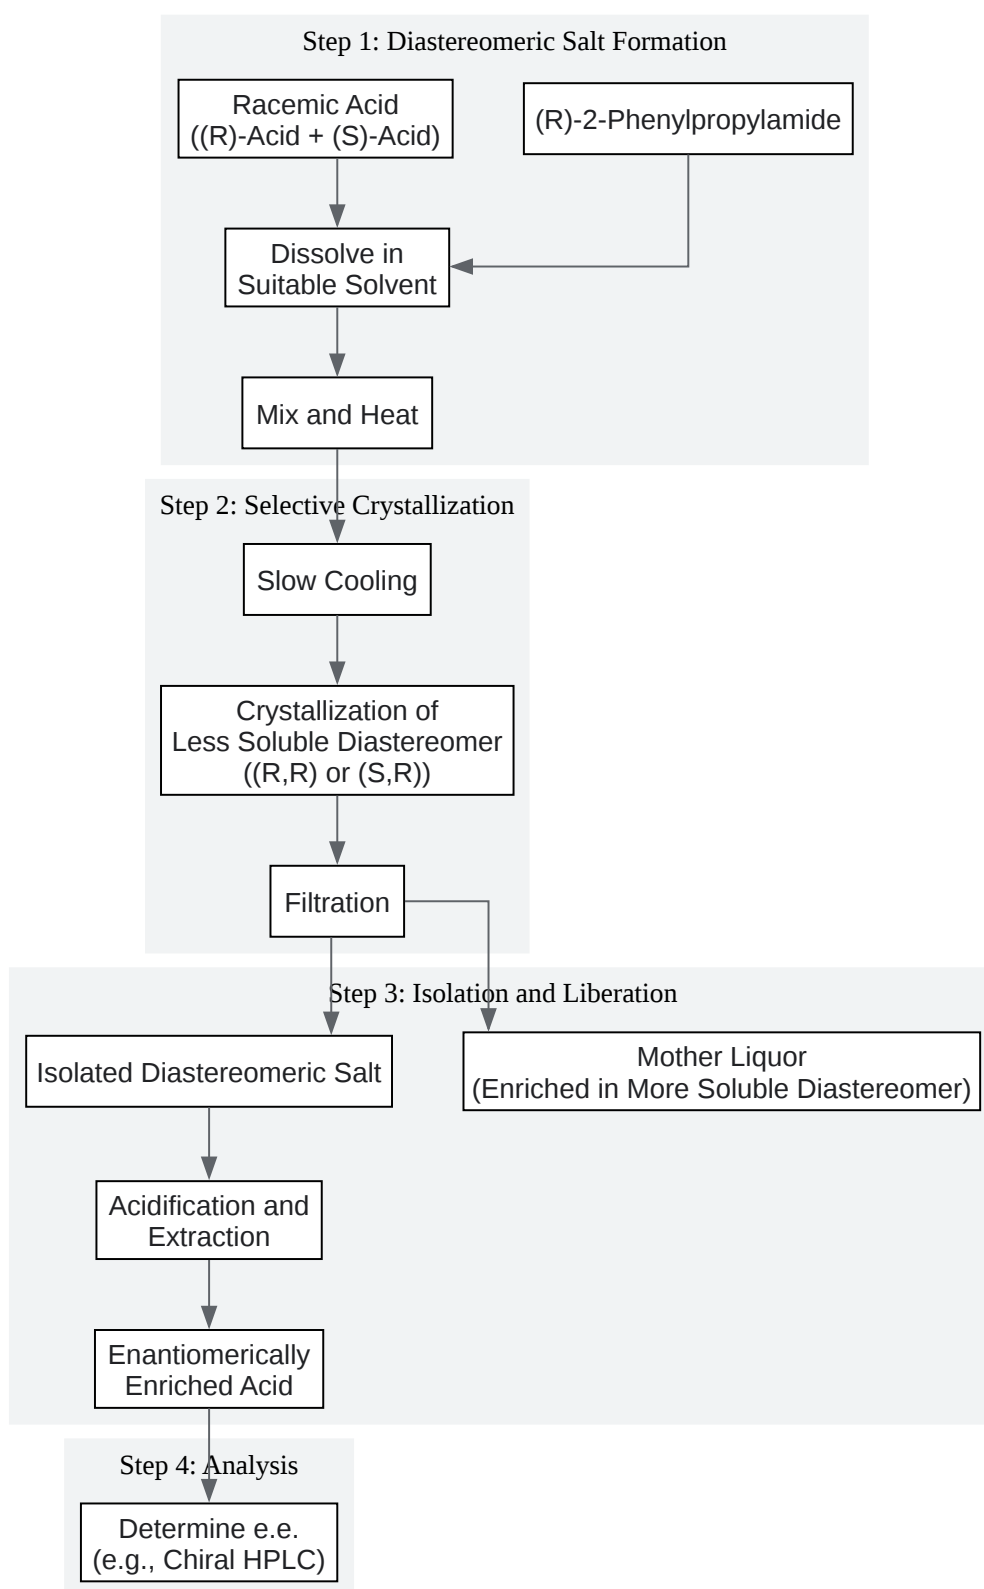 Step 1: Diastereomeric Salt Formation
Racemic Acid
((R)-Acid + (S)-Acid)
(R)-2-Phenylpropylamide
Dissolve in
Suitable Solvent
Mix and Heat
Step 2: Selective Crystallization
Slow Cooling
Crystallization of
Less Soluble Diastereomer
((R,R) or (S,R))
Filtration
Step 3: Isolation and Liberation
Isolated Diastereomeric Salt
Mother Liquor
(Enriched in More Soluble Diastereomer)
Acidification and
Extraction
Enantiomerically
Enriched Acid
Step 4: Analysis
Determine e.e.
(e.g., Chiral HPLC)